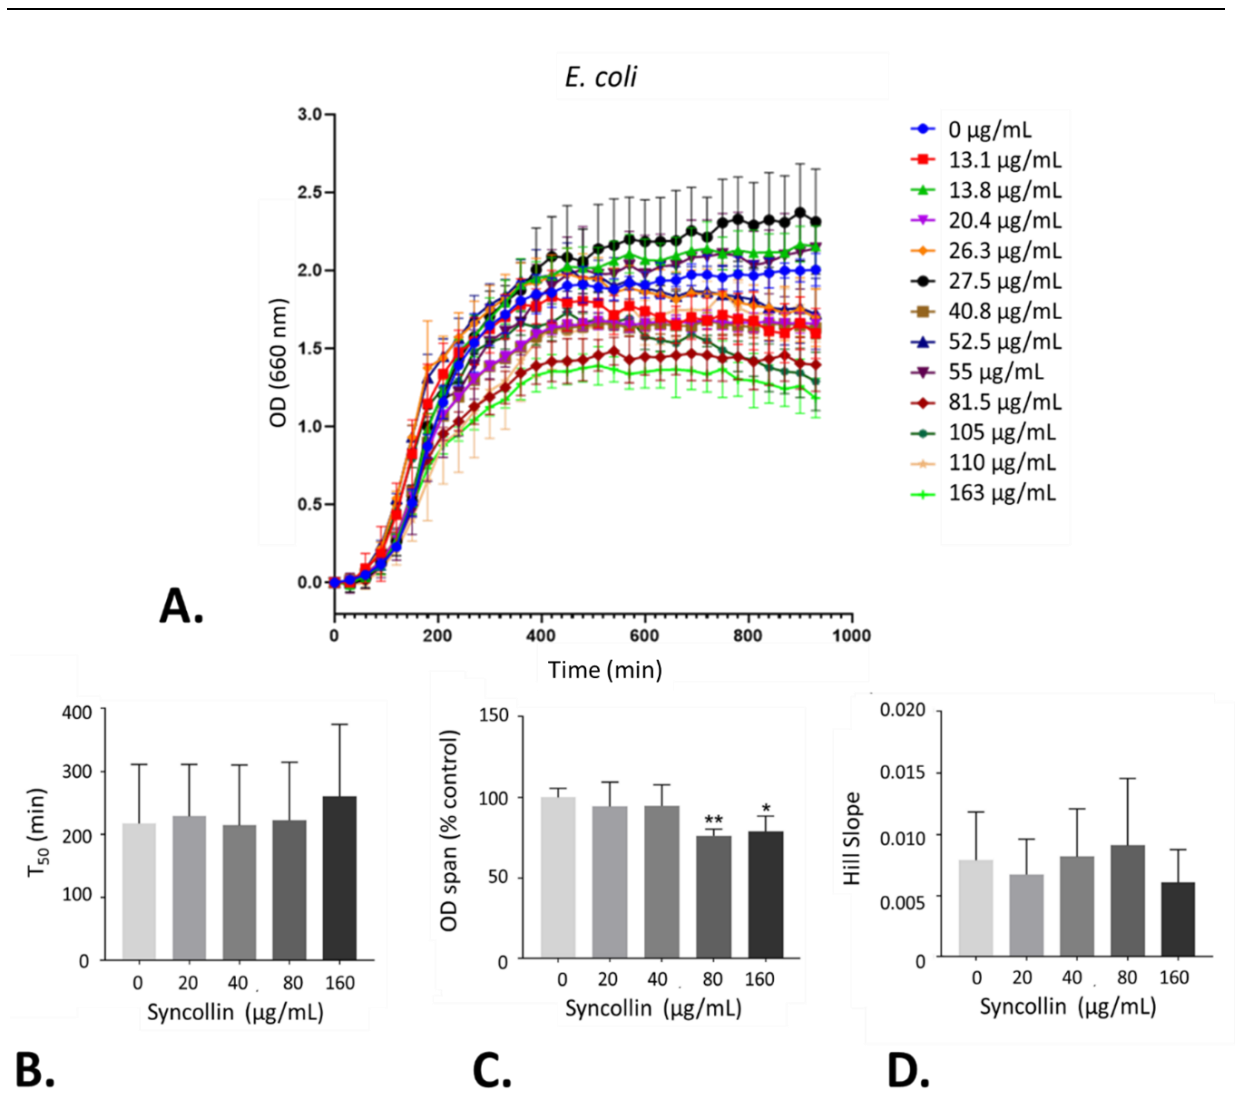 E. coli
3.0
2.5
2.0
1.5
1.0
0.5
0.0
OD (660 nm)
0 200 400 600 800 1000
Time (min)
0 µg/mL
13.1 µg/mL
13.8 µg/mL
20.4 µg/mL
26.3 µg/mL
27.5 µg/mL
40.8 µg/mL
52.5 µg/mL
55 µg/mL
81.5 µg/mL
105 µg/mL
110 µg/mL
163 µg/mL
A.
400
300
200
100
0
T50 (min)
0 20 40 80 160
Syncollin (µg/mL)
B.
150
100
50
0
OD span (% control)
** *
0 20 40 80 160
Syncollin (µg/mL)
C.
0.020
0.015
0.010
0.005
0
Hill Slope
0 20 40 80 160
Syncollin (µg/mL)
D.